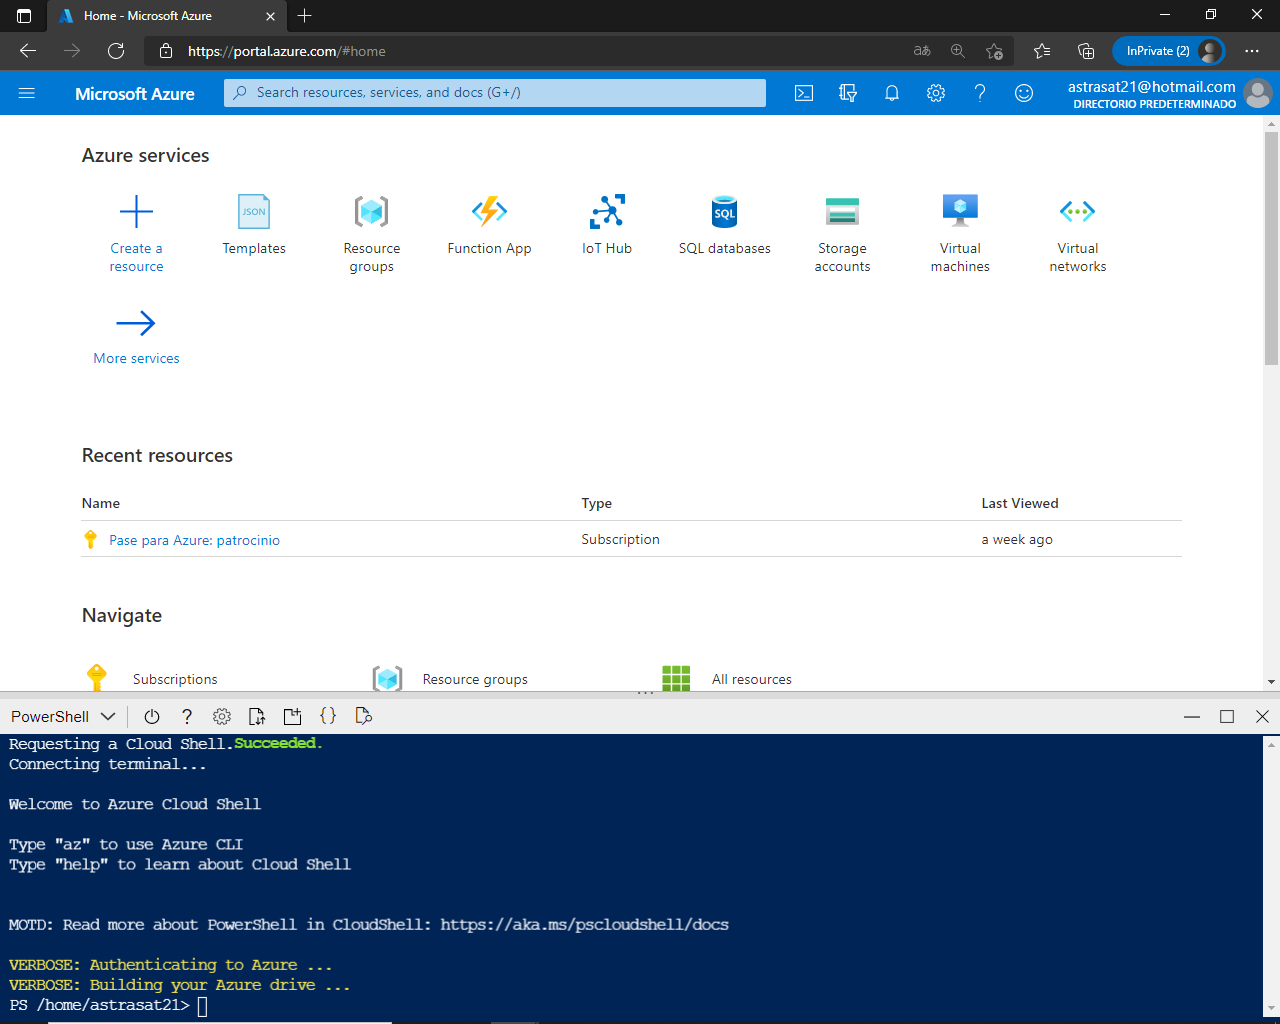 Home - Microsoft Azure
https://portal.azure.com/#home
aあ
InPrivate (2)
Microsoft Azure
Search resources, services, and docs (G+/)
astrasat21@hotmail.com
DIRECTORIO PREDETERMINADO
Azure services
Create a resource
JSON
Templates
Resource groups
Function App
IoT Hub
SQL
SQL databases
Storage accounts
Virtual machines
Virtual networks
More services
Recent resources
Name Type Last Viewed
Pase para Azure: patrocinio Subscription a week ago
Navigate
Subscriptions Resource groups All resources
PowerShell
Requesting a Cloud Shell.Succeeded.
Connecting terminal...
Welcome to Azure Cloud Shell
Type "az" to use Azure CLI
Type "help" to learn about Cloud Shell
MOTD: Read more about PowerShell in CloudShell: https://aka.ms/pscloudshell/docs
VERBOSE: Authenticating to Azure ...
VERBOSE: Building your Azure drive ...
PS /home/astrasat21>